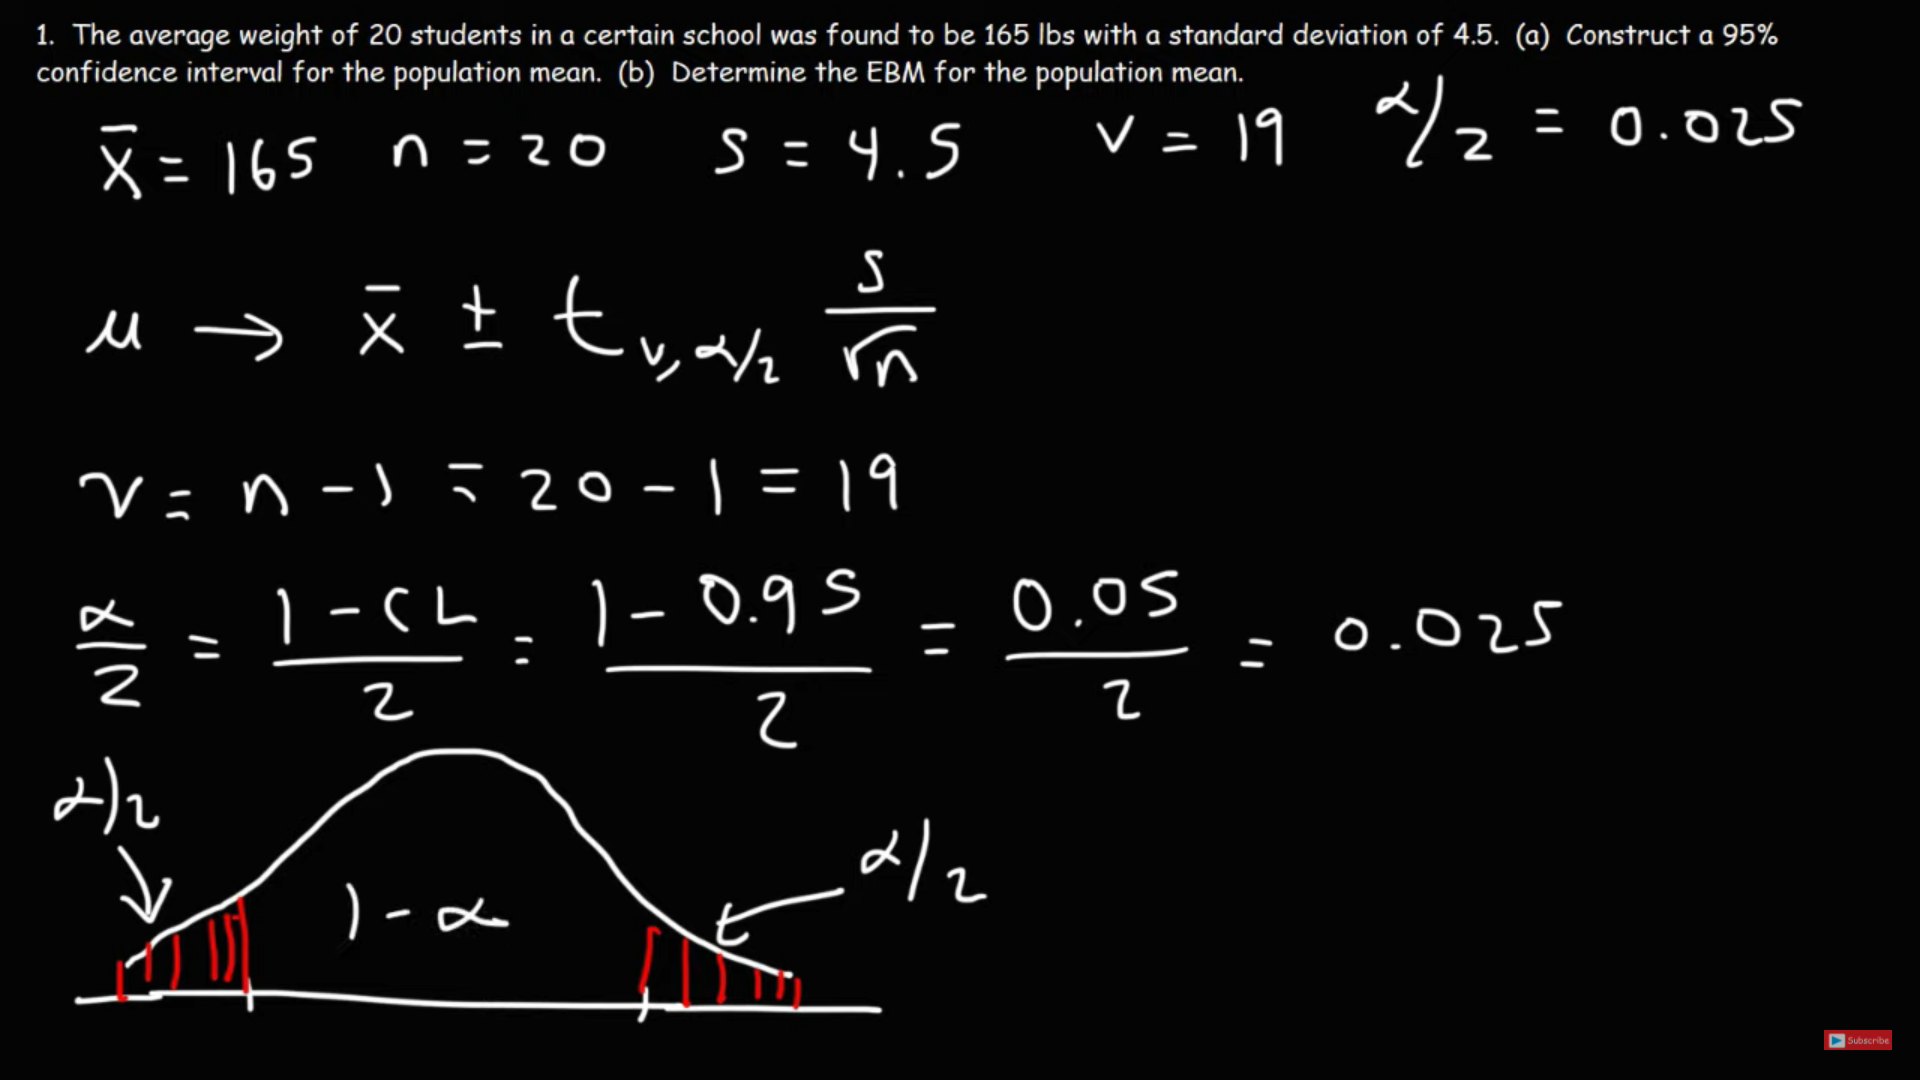 1. The average weight of 20 students in a certain school was found to be 165 lbs with a standard deviation of 4.5. (a) Construct a 95%
confidence interval for the population mean. (b) Determine the EBM for the population mean.
x̄ = 165 n = 20 s = 4.5 v = 19 α/2 = 0.025
μ → x̄ ± t_{v, α/2} s/√n
v = n - 1 = 20 - 1 = 19
α/2 = (1 - CL)/2 = (1 - 0.95)/2 = 0.05/2 = 0.025
α/2
α/2
1 - α
Subscribe